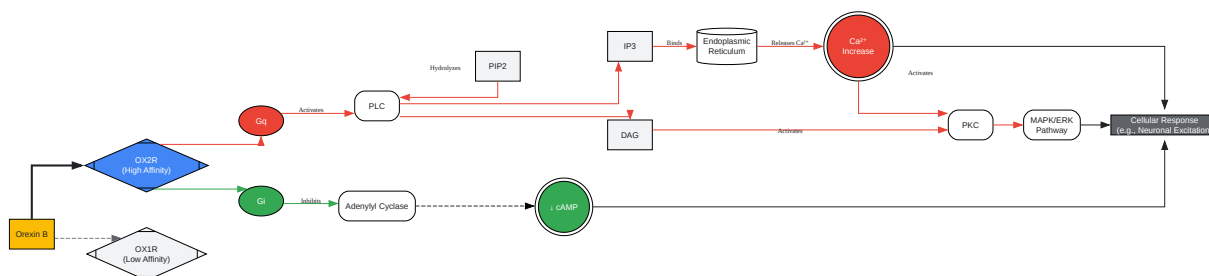 IP3
Binds
Endoplasmic
Reticulum
Releases Ca²⁺
Ca²⁺
Increase
Hydrolyzes
PIP2
Activates
PLC
Gq
Activates
DAG
Activates
PKC
MAPK/ERK
Pathway
Cellular Response
(e.g., Neuronal Excitation
OX2R
(High Affinity)
Gi
Inhibits
Adenylyl Cyclase
↓ cAMP
Orexin B
OX1R
(Low Affinity)